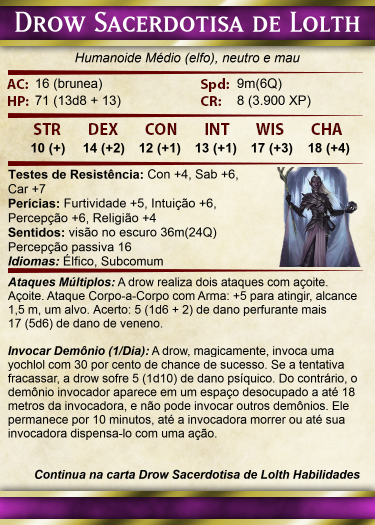 Drow Sacerdotisa de Lolth
Humanoide Médio (elfo), neutro e mau
AC: 16 (brunea) Spd: 9m(6Q)
HP: 71 (13d8 + 13) CR: 8 (3.900 XP)
STR DEX CON INT WIS CHA
10 (+) 14 (+2) 12 (+1) 13 (+1) 17 (+3) 18 (+4)
Testes de Resistência: Con +4, Sab +6,
Car +7
Perícias: Furtividade +5, Intuição +6,
Percepção +6, Religião +4
Sentidos: visão no escuro 36m(24Q)
Percepção passiva 16
Idiomas: Élfico, Subcomum
Ataques Múltiplos: A drow realiza dois ataques com açoite.
Açoite. Ataque Corpo-a-Corpo com Arma: +5 para atingir, alcance
1,5 m, um alvo. Acerto: 5 (1d6 + 2) de dano perfurante mais
17 (5d6) de dano de veneno.
Invocar Demônio (1/Dia): A drow, magicamente, invoca uma
yochlol com 30 por cento de chance de sucesso. Se a tentativa
fracassar, a drow sofre 5 (1d10) de dano psíquico. Do contrário, o
demônio invocador aparece em um espaço desocupado a até 18
metros da invocadora, e não pode invocar outros demônios. Ele
permanece por 10 minutos, até a invocadora morrer ou até sua
invocadora dispensa-lo com uma ação.
Continua na carta Drow Sacerdotisa de Lolth Habilidades